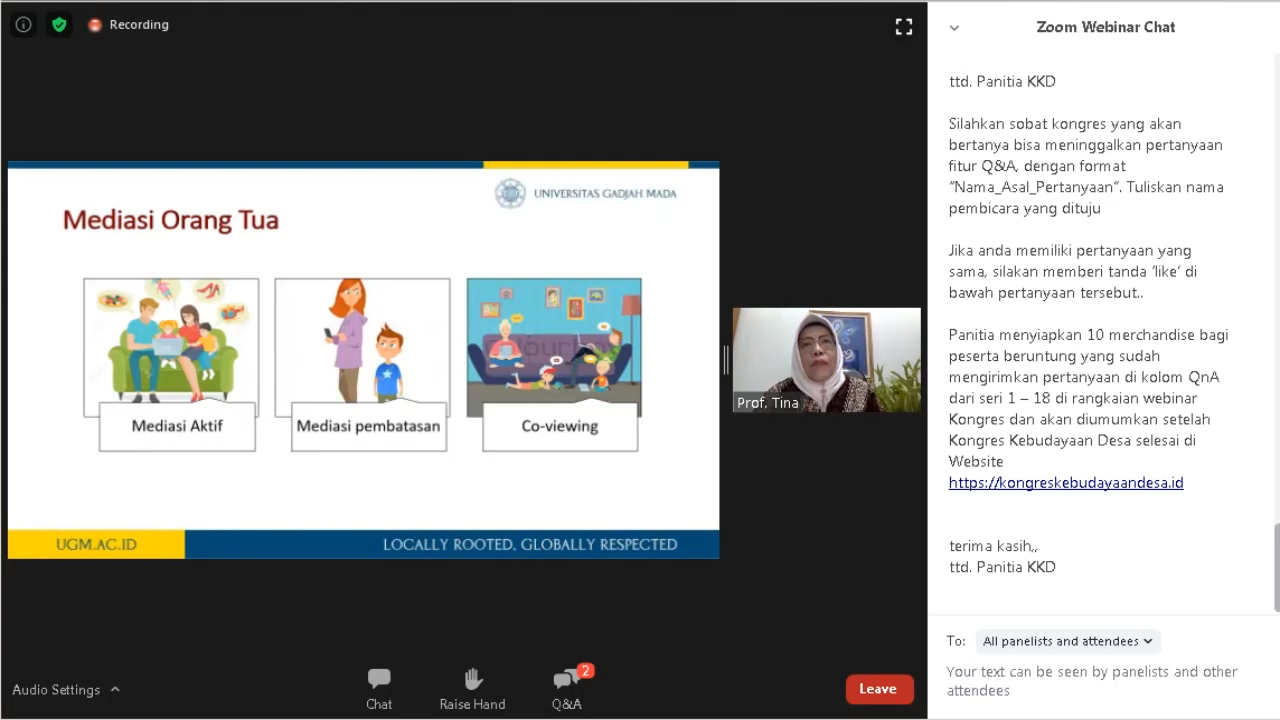 Recording
UNIVERSITAS GADJAH MADA
Mediasi Orang Tua
Mediasi Aktif
Mediasi pembatasan
Co-viewing
UGM.AC.ID
LOCALLY ROOTED, GLOBALLY RESPECTED
Prof. Tina
Audio Settings
Chat
Raise Hand
2
Q&A
Leave
Zoom Webinar Chat
ttd. Panitia KKD
Silahkan sobat kongres yang akan
bertanya bisa meninggalkan pertanyaan
fitur Q&A, dengan format
"Nama_Asal_Pertanyaan". Tuliskan nama
pembicara yang dituju
Jika anda memiliki pertanyaan yang
sama, silakan memberi tanda 'like' di
bawah pertanyaan tersebut..
Panitia menyiapkan 10 merchandise bagi
peserta beruntung yang sudah
mengirimkan pertanyaan di kolom QnA
dari seri 1 – 18 di rangkaian webinar
Kongres dan akan diumumkan setelah
Kongres Kebudayaan Desa selesai di
Website
https://kongreskebudayaandesa.id
terima kasih,,
ttd. Panitia KKD
To: All panelists and attendees
Your text can be seen by panelists and other
attendees